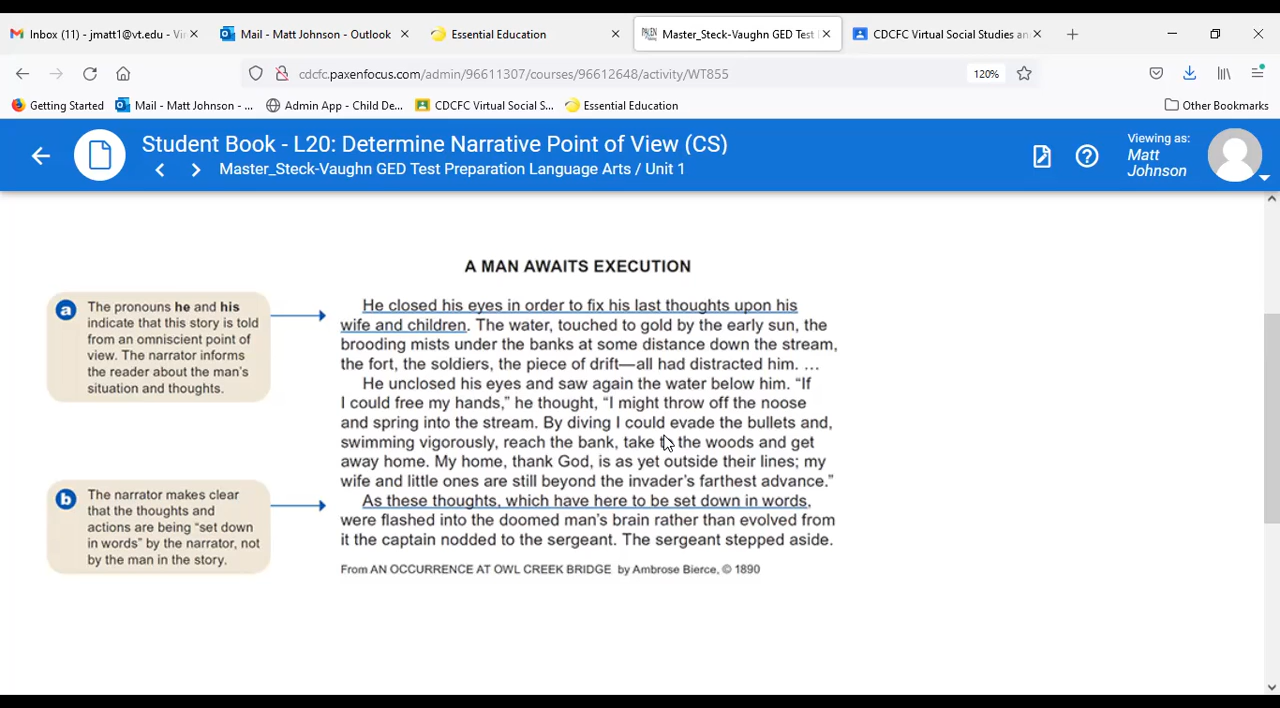 Inbox (11) - jmatt1@vt.edu - Vir
Mail - Matt Johnson - Outlook
Essential Education
Master_Steck-Vaughn GED Test
CDCFC Virtual Social Studies an
cdcfc.paxenfocus.com/admin/96611307/courses/96612648/activity/WT855
120%
Getting Started
Mail - Matt Johnson - ...
Admin App - Child De...
CDCFC Virtual Social S...
Essential Education
Other Bookmarks
Student Book - L20: Determine Narrative Point of View (CS)
Master_Steck-Vaughn GED Test Preparation Language Arts / Unit 1
Viewing as:
Matt
Johnson
A MAN AWAITS EXECUTION
a
The pronouns he and his
indicate that this story is told
from an omniscient point of
view. The narrator informs
the reader about the man's
situation and thoughts.
He closed his eyes in order to fix his last thoughts upon his
wife and children. The water, touched to gold by the early sun, the
brooding mists under the banks at some distance down the stream,
the fort, the soldiers, the piece of drift—all had distracted him. ...
He unclosed his eyes and saw again the water below him. “If
I could free my hands,” he thought, “I might throw off the noose
and spring into the stream. By diving I could evade the bullets and,
swimming vigorously, reach the bank, take the woods and get
away home. My home, thank God, is as yet outside their lines; my
wife and little ones are still beyond the invader's farthest advance.”
As these thoughts, which have here to be set down in words,
were flashed into the doomed man's brain rather than evolved from
it the captain nodded to the sergeant. The sergeant stepped aside.
b
The narrator makes clear
that the thoughts and
actions are being “set down
in words” by the narrator, not
by the man in the story.
From AN OCCURRENCE AT OWL CREEK BRIDGE by Ambrose Bierce, © 1890